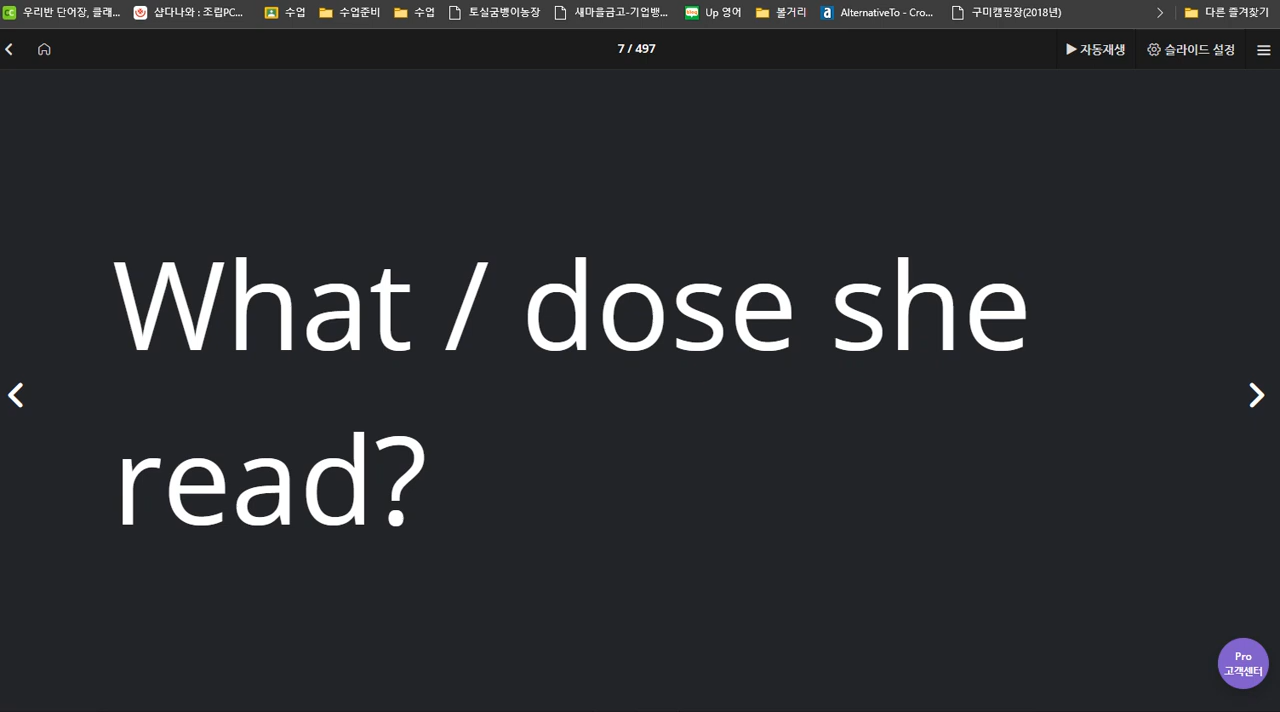 우리반 단어장, 클래... 샵다나와 : 조립PC... 수업 수업준비 수업 토실굼벵이농장 새마을금고-기업뱅... Up 영어 볼거리 AlternativeTo - Cro... 구미캠핑장(2018년) 다른 즐겨찾기
7 / 497 자동재생 슬라이드 설정
What / dose she
read?
Pro
고객센터